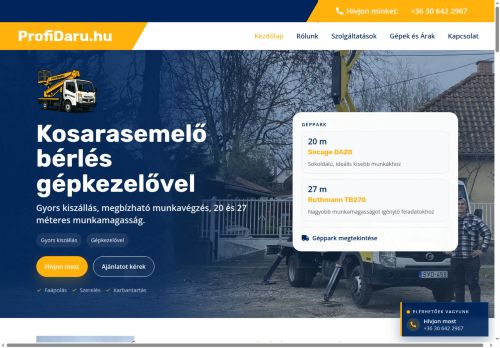 Hívjon minket: +36 30 642 2967
ProfiDaru.hu
Kezdőlap Rólunk Szolgáltatások Gépek és Árak Kapcsolat
Kosarasemelő
bérlés
gépkezelővel
Gyors kiszállás, megbízható munkavégzés, 20 és 27
méteres munkamagasság.
Gyors kiszállás Gépkezelővel
Hívjon most Ajánlatot kérek
Faápolás Szerelés Karbantartás
GÉPPARK
20 m
Socage DA20
Sokoldalú, ideális kisebb munkákhoz
27 m
Ruthmann TB270
Nagyobb munkamagasságot igénylő feladatokhoz
Géppark megtekintése
ELÉRHETŐEK VAGYUNK
Hívjon most
+36 30 642 2967